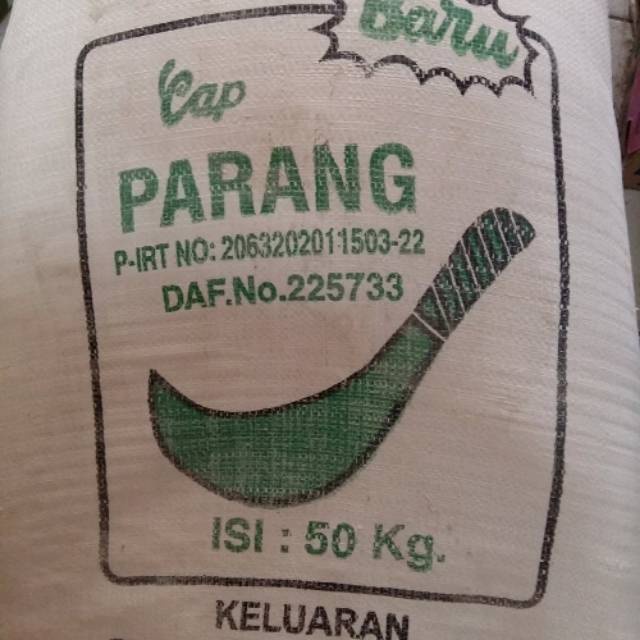 Baru
Cap
PARANG
P-IRT NO: 2063202011503-22
DAF.No.225733
ISI : 50 Kg.
KELUARAN